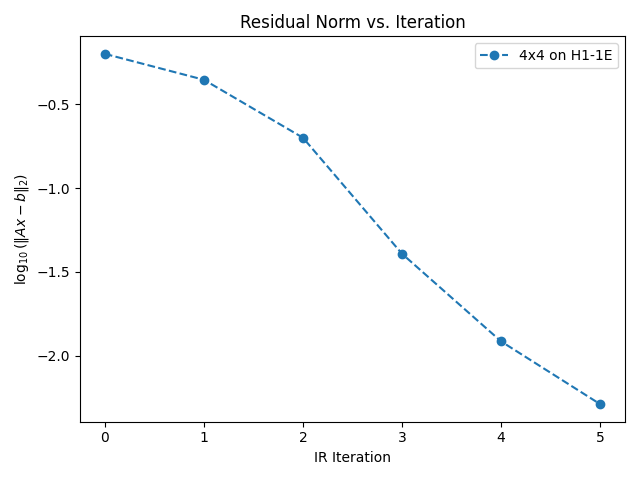 Residual Norm vs. Iteration
4x4 on H1-1E
−0.5
−1.0
−1.5
−2.0
log₁₀(‖Ax − b‖₂)
0 1 2 3 4 5
IR Iteration